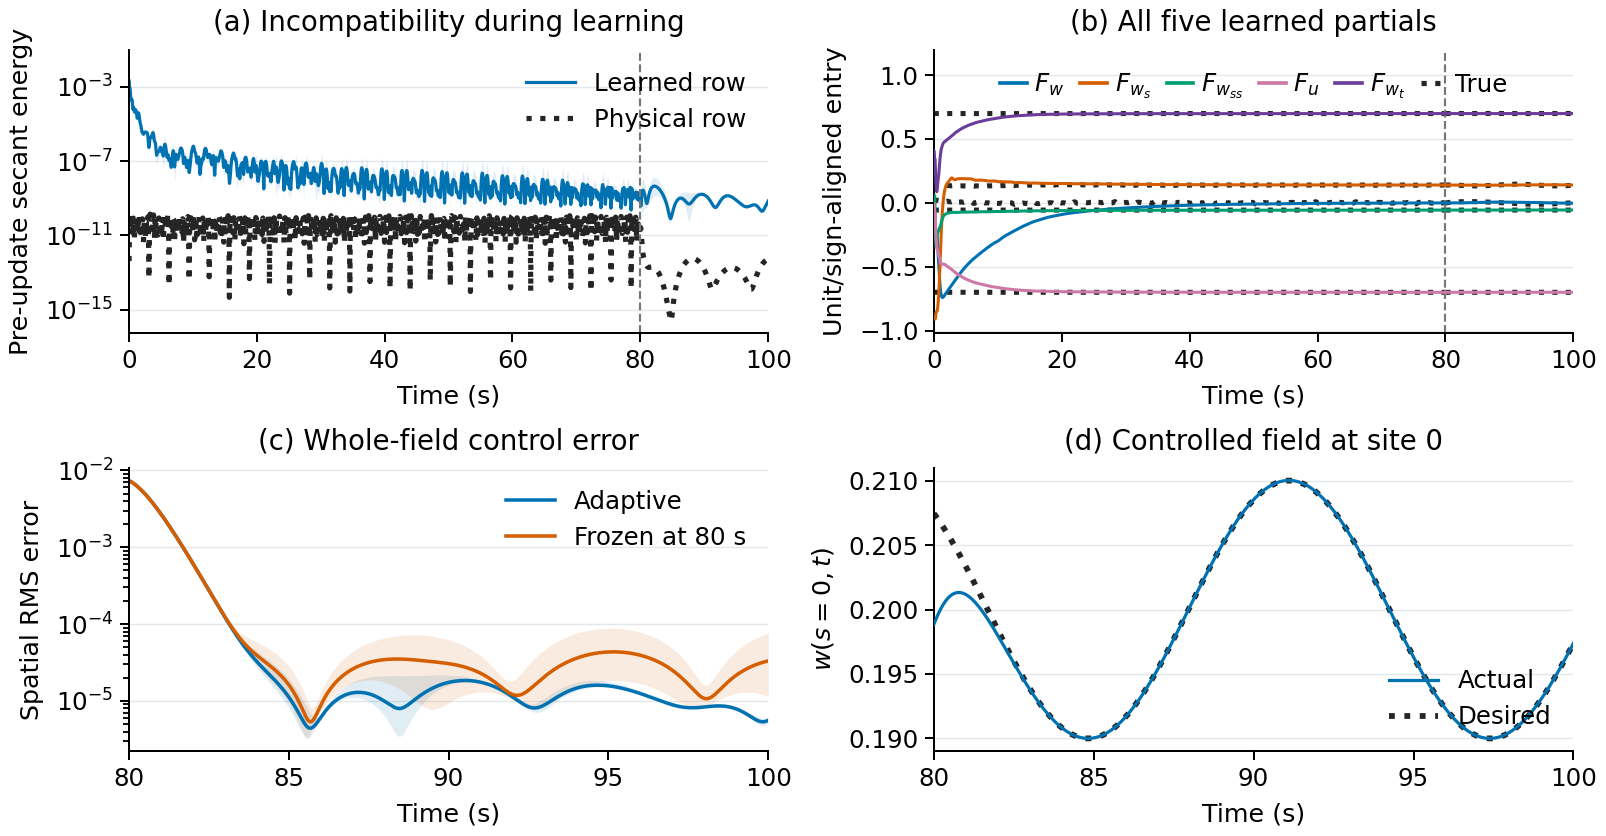 (a) Incompatibility during learning
Pre-update secant energy
10⁻³
10⁻⁷
10⁻¹¹
10⁻¹⁵
Learned row
Physical row
0 20 40 60 80 100
Time (s)
(b) All five learned partials
Unit/sign-aligned entry
1.0
0.5
0.0
−0.5
−1.0
F_w F_{w_s} F_{w_{ss}} F_u F_{w_t} True
0 20 40 60 80 100
Time (s)
(c) Whole-field control error
Spatial RMS error
10⁻²
10⁻³
10⁻⁴
10⁻⁵
Adaptive
Frozen at 80 s
80 85 90 95 100
Time (s)
(d) Controlled field at site 0
w(s = 0, t)
0.210
0.205
0.200
0.195
0.190
Actual
Desired
80 85 90 95 100
Time (s)